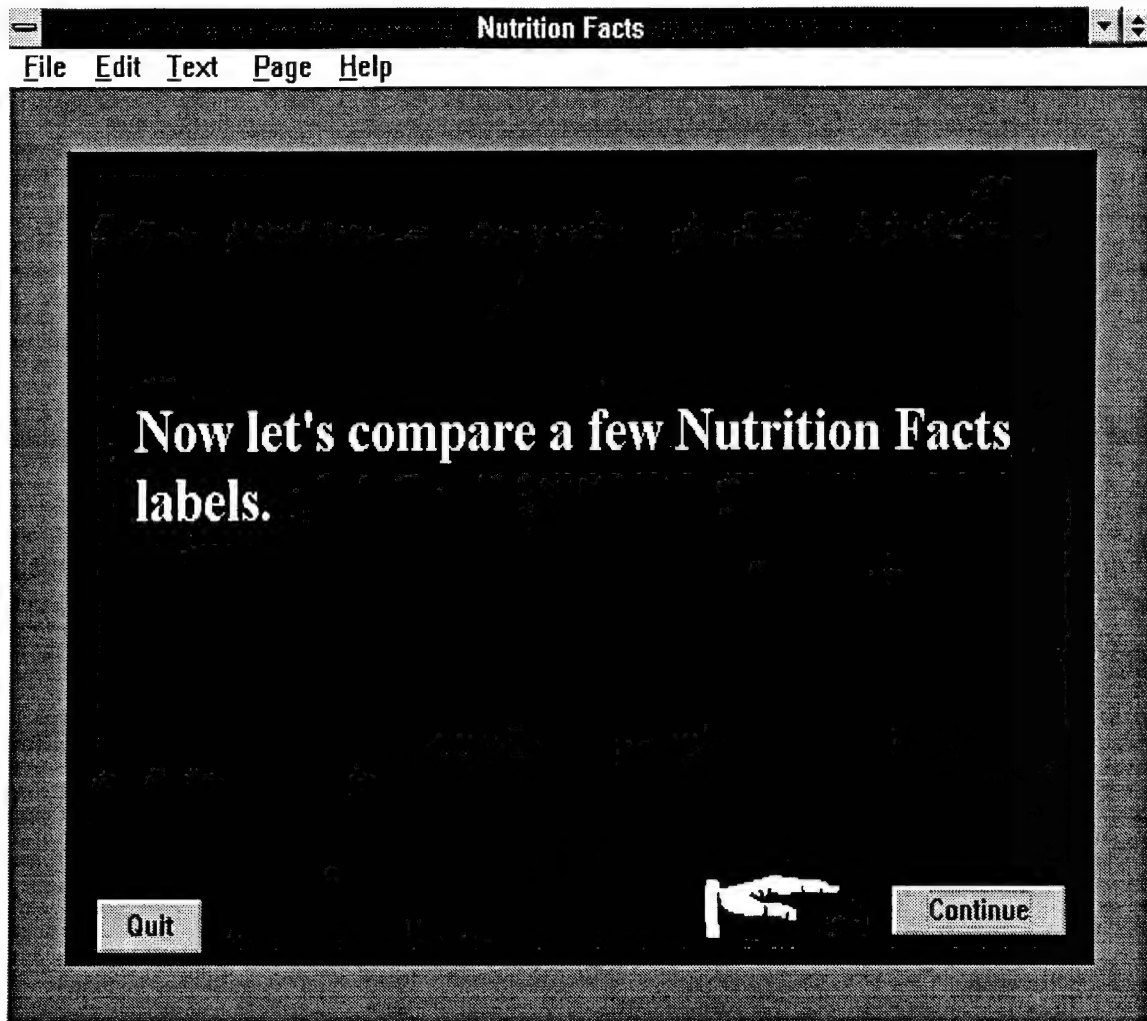 Nutrition Facts
File Edit Text Page Help
Now let's compare a few Nutrition Facts
labels.
Quit Continue